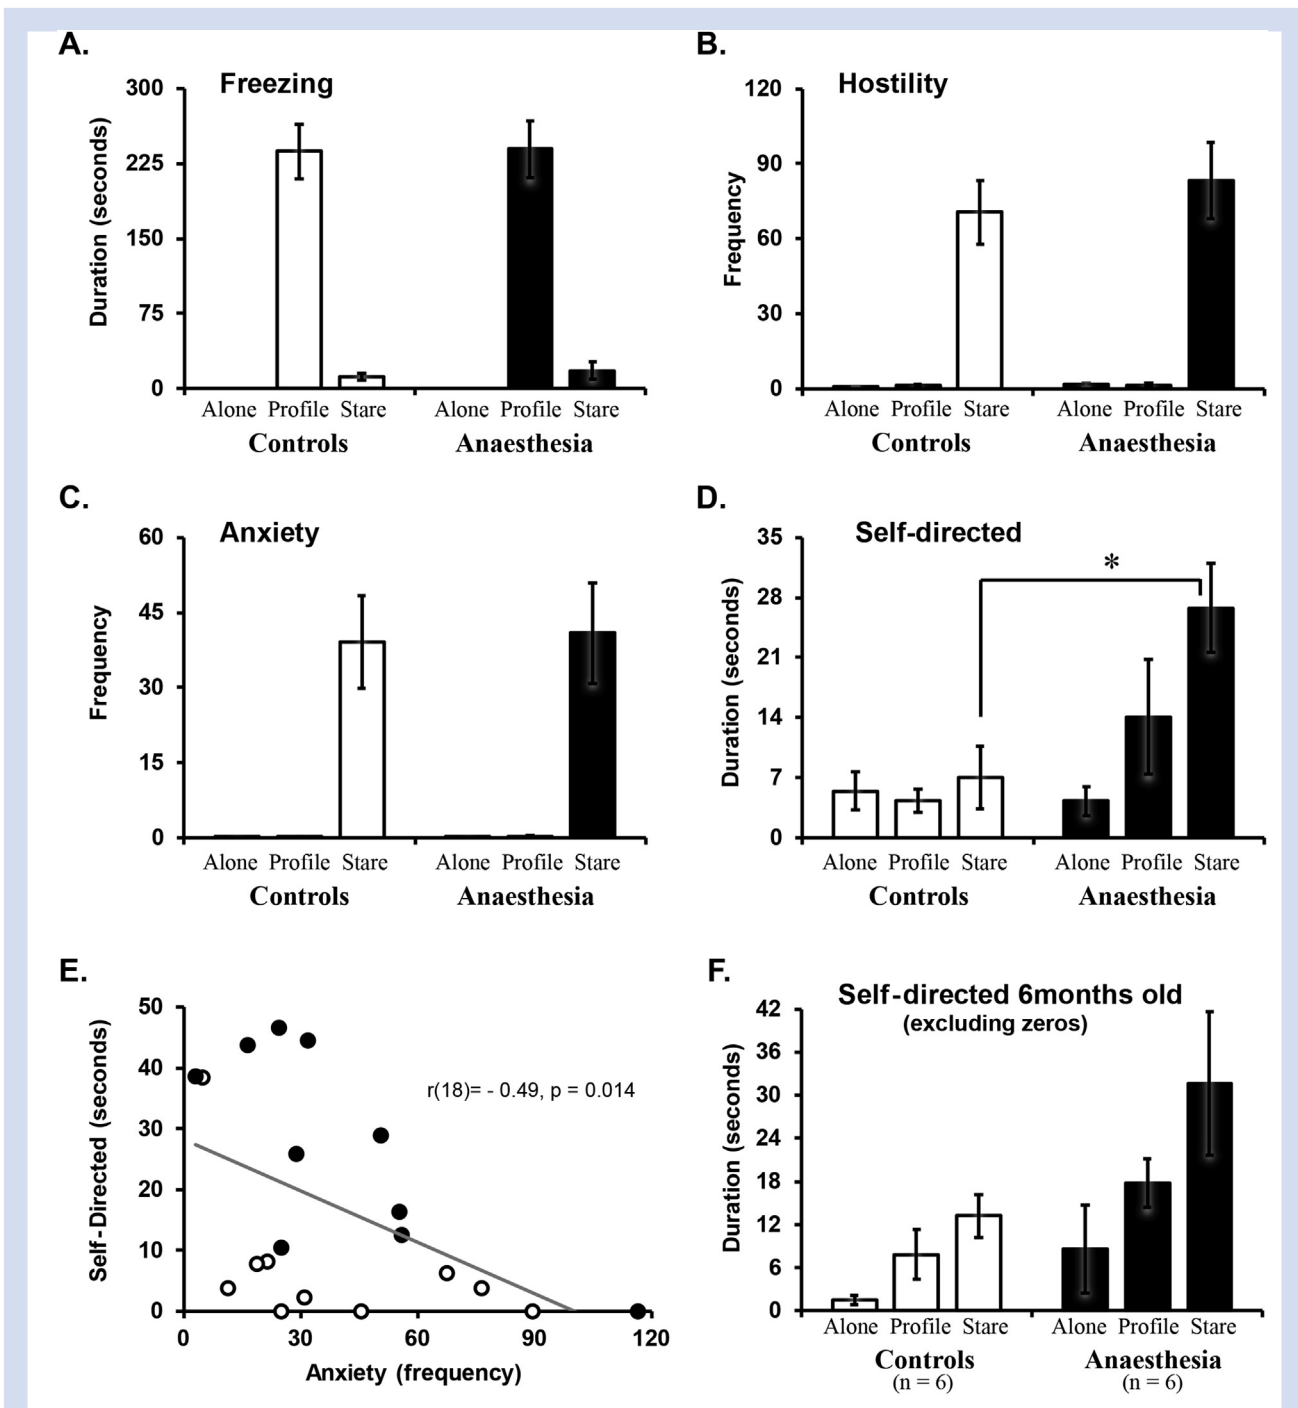 A.
Freezing
300
225
150
75
0
Duration (seconds)
Alone Profile Stare Alone Profile Stare
Controls Anaesthesia
B.
Hostility
120
90
60
30
0
Frequency
Alone Profile Stare Alone Profile Stare
Controls Anaesthesia
C.
Anxiety
60
45
30
15
0
Frequency
Alone Profile Stare Alone Profile Stare
Controls Anaesthesia
D.
Self-directed
*
35
28
21
14
7
0
Duration (seconds)
Alone Profile Stare Alone Profile Stare
Controls Anaesthesia
E.
50
40
30
20
10
0
Self-Directed (seconds)
r(18)= - 0.49, p = 0.014
0 30 60 90 120
Anxiety (frequency)
F.
Self-directed 6months old
(excluding zeros)
42
36
30
24
18
12
6
0
Duration (seconds)
Alone Profile Stare Alone Profile Stare
Controls Anaesthesia
(n = 6) (n = 6)